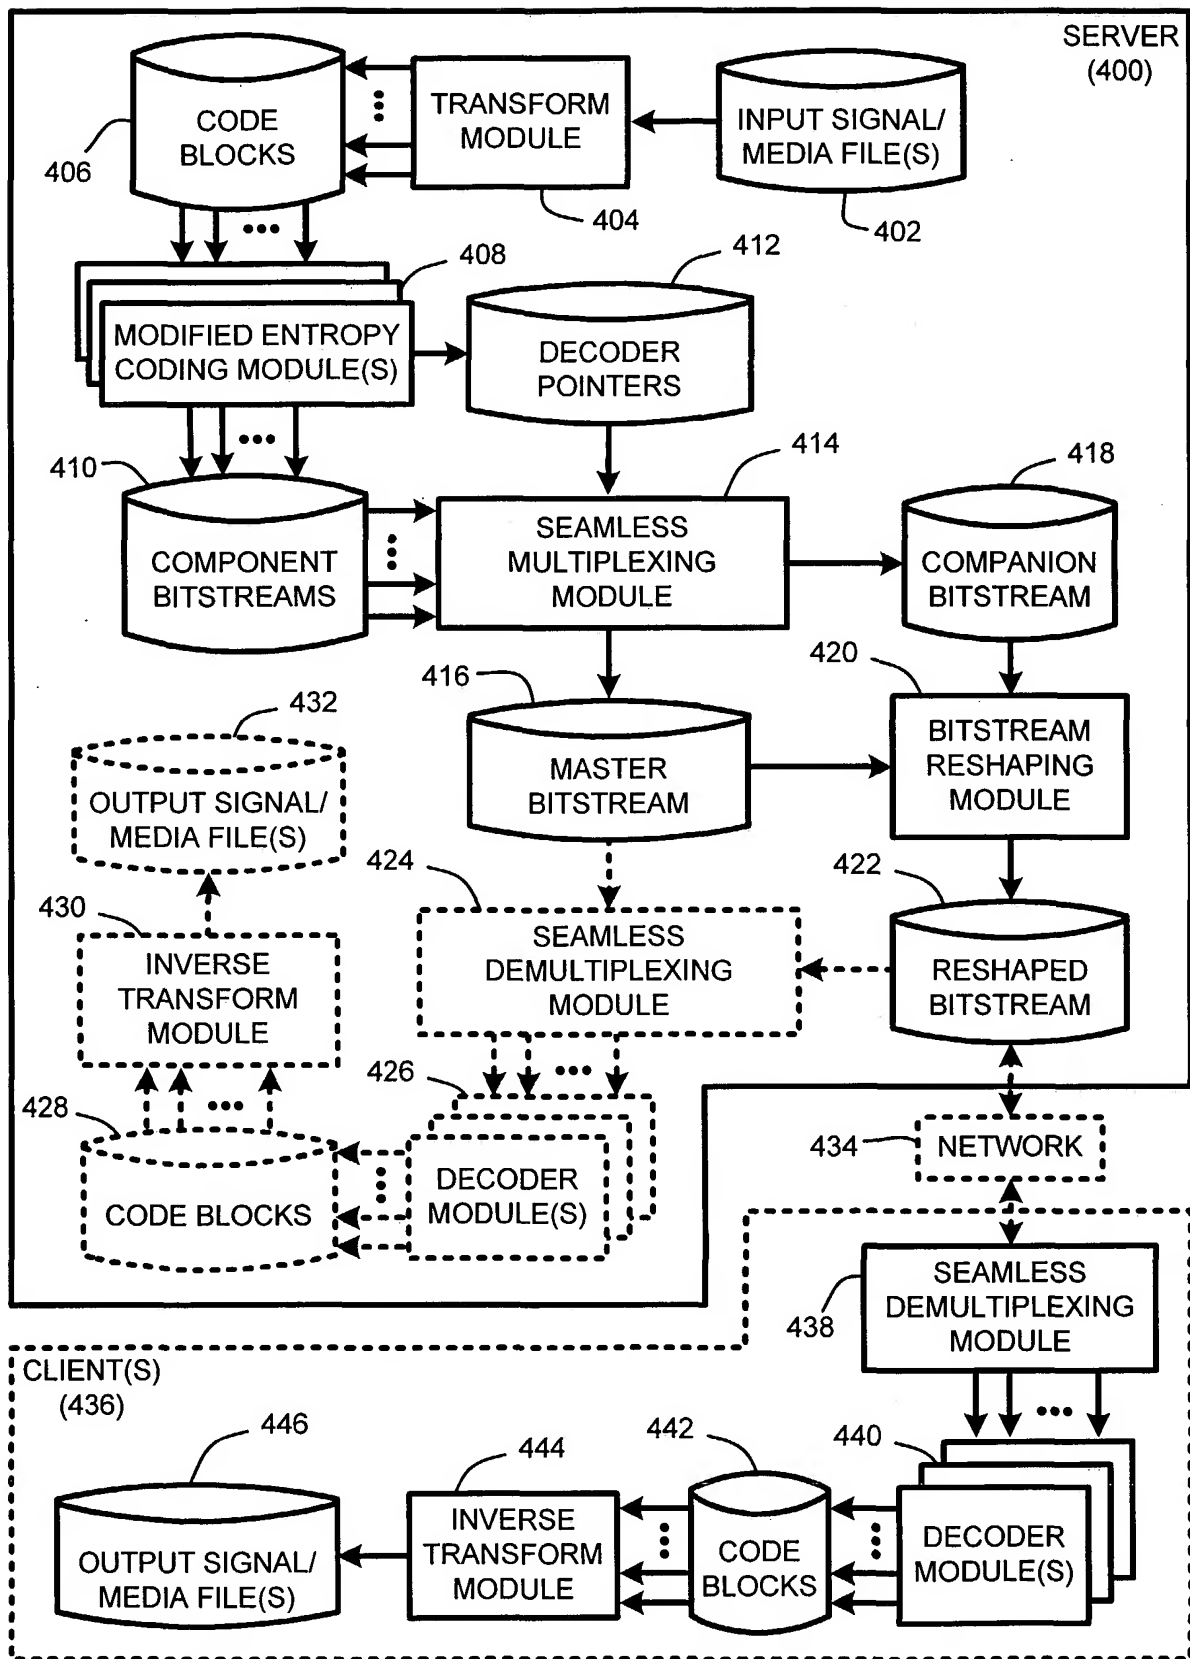 SERVER
(400)
CODE
BLOCKS
406
TRANSFORM
MODULE
404
INPUT SIGNAL/
MEDIA FILE(S)
402
408
MODIFIED ENTROPY
CODING MODULE(S)
412
DECODER
POINTERS
410
COMPONENT
BITSTREAMS
414
SEAMLESS
MULTIPLEXING
MODULE
418
COMPANION
BITSTREAM
416
MASTER
BITSTREAM
420
BITSTREAM
RESHAPING
MODULE
432
OUTPUT SIGNAL/
MEDIA FILE(S)
424
SEAMLESS
DEMULTIPLEXING
MODULE
422
RESHAPED
BITSTREAM
430
INVERSE
TRANSFORM
MODULE
426
DECODER
MODULE(S)
428
CODE BLOCKS
434
NETWORK
SEAMLESS
DEMULTIPLEXING
MODULE
438
CLIENT(S)
(436)
446
OUTPUT SIGNAL/
MEDIA FILE(S)
444
INVERSE
TRANSFORM
MODULE
442
CODE
BLOCKS
440
DECODER
MODULE(S)